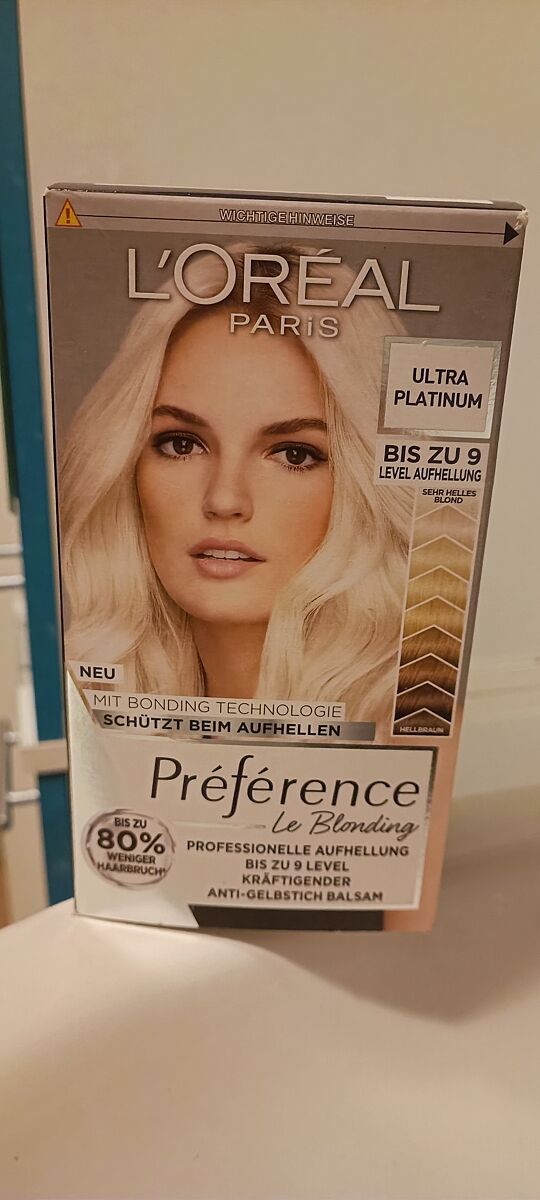 WICHTIGE HINWEISE
L'ORÉAL
PARiS
ULTRA
PLATINUM
BIS ZU 9
LEVEL AUFHELLUNG
SEHR HELLES
BLOND
HELLBRAUN
NEU
MIT BONDING TECHNOLOGIE
SCHÜTZT BEIM AUFHELLEN
Préférence
Le Blonding
BIS ZU
80%
WENIGER
HAARBRUCH*
PROFESSIONELLE AUFHELLUNG
BIS ZU 9 LEVEL
KRÄFTIGENDER
ANTI-GELBSTICH BALSAM